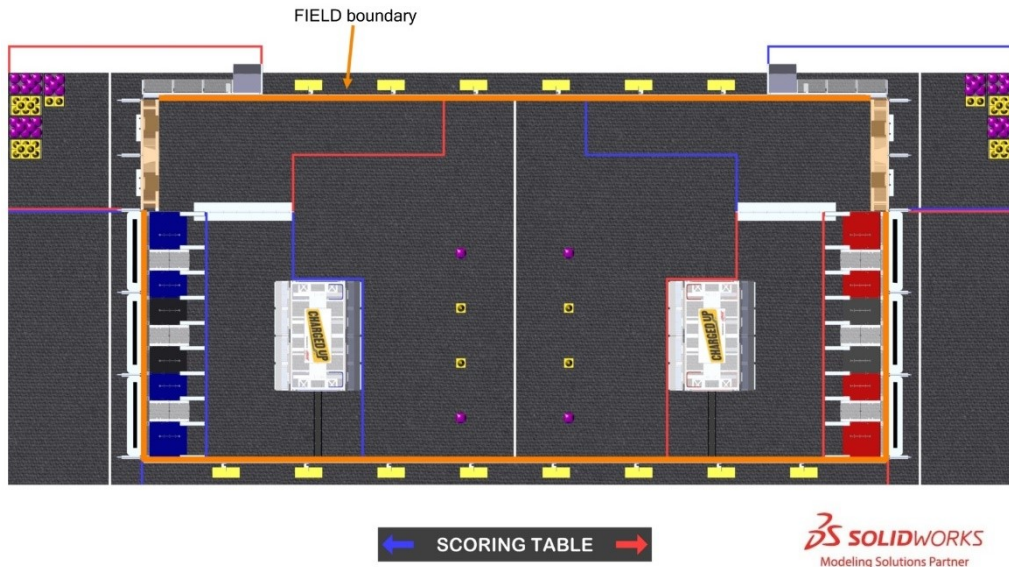 FIELD boundary
CHARGED UP
CHARGED UP
SCORING TABLE
SOLIDWORKS
Modeling Solutions Partner